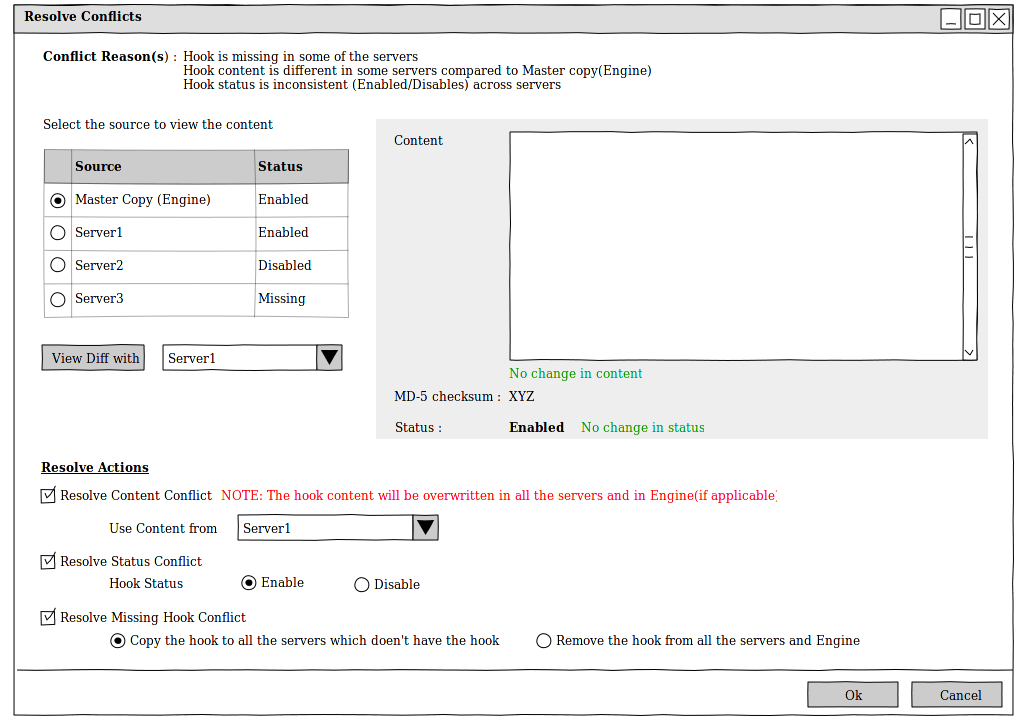 Resolve Conflicts
Conflict Reason(s) : Hook is missing in some of the servers
Hook content is different in some servers compared to Master copy(Engine)
Hook status is inconsistent (Enabled/Disables) across servers
Select the source to view the content
Source Status
Master Copy (Engine) Enabled
Server1 Enabled
Server2 Disabled
Server3 Missing
View Diff with Server1
Content
No change in content
MD-5 checksum : XYZ
Status : Enabled No change in status
Resolve Actions
Resolve Content Conflict NOTE: The hook content will be overwritten in all the servers and in Engine(if applicable)
Use Content from Server1
Resolve Status Conflict
Hook Status Enable Disable
Resolve Missing Hook Conflict
Copy the hook to all the servers which doen't have the hook Remove the hook from all the servers and Engine
Ok Cancel